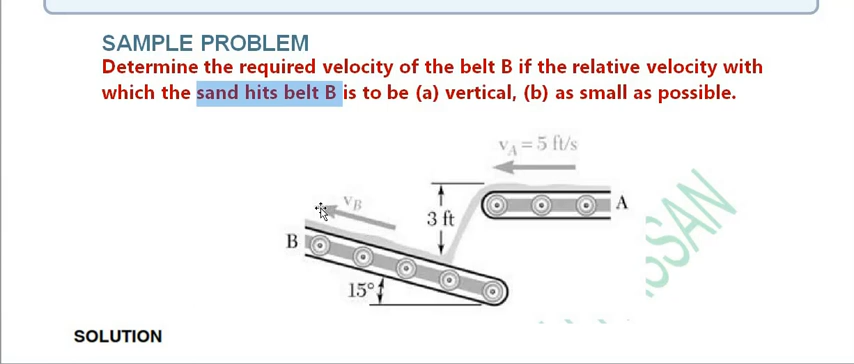 SAMPLE PROBLEM
Determine the required velocity of the belt B if the relative velocity with
which the sand hits belt B is to be (a) vertical, (b) as small as possible.
vA = 5 ft/s
A
vB
3 ft
B
15°
SOLUTION